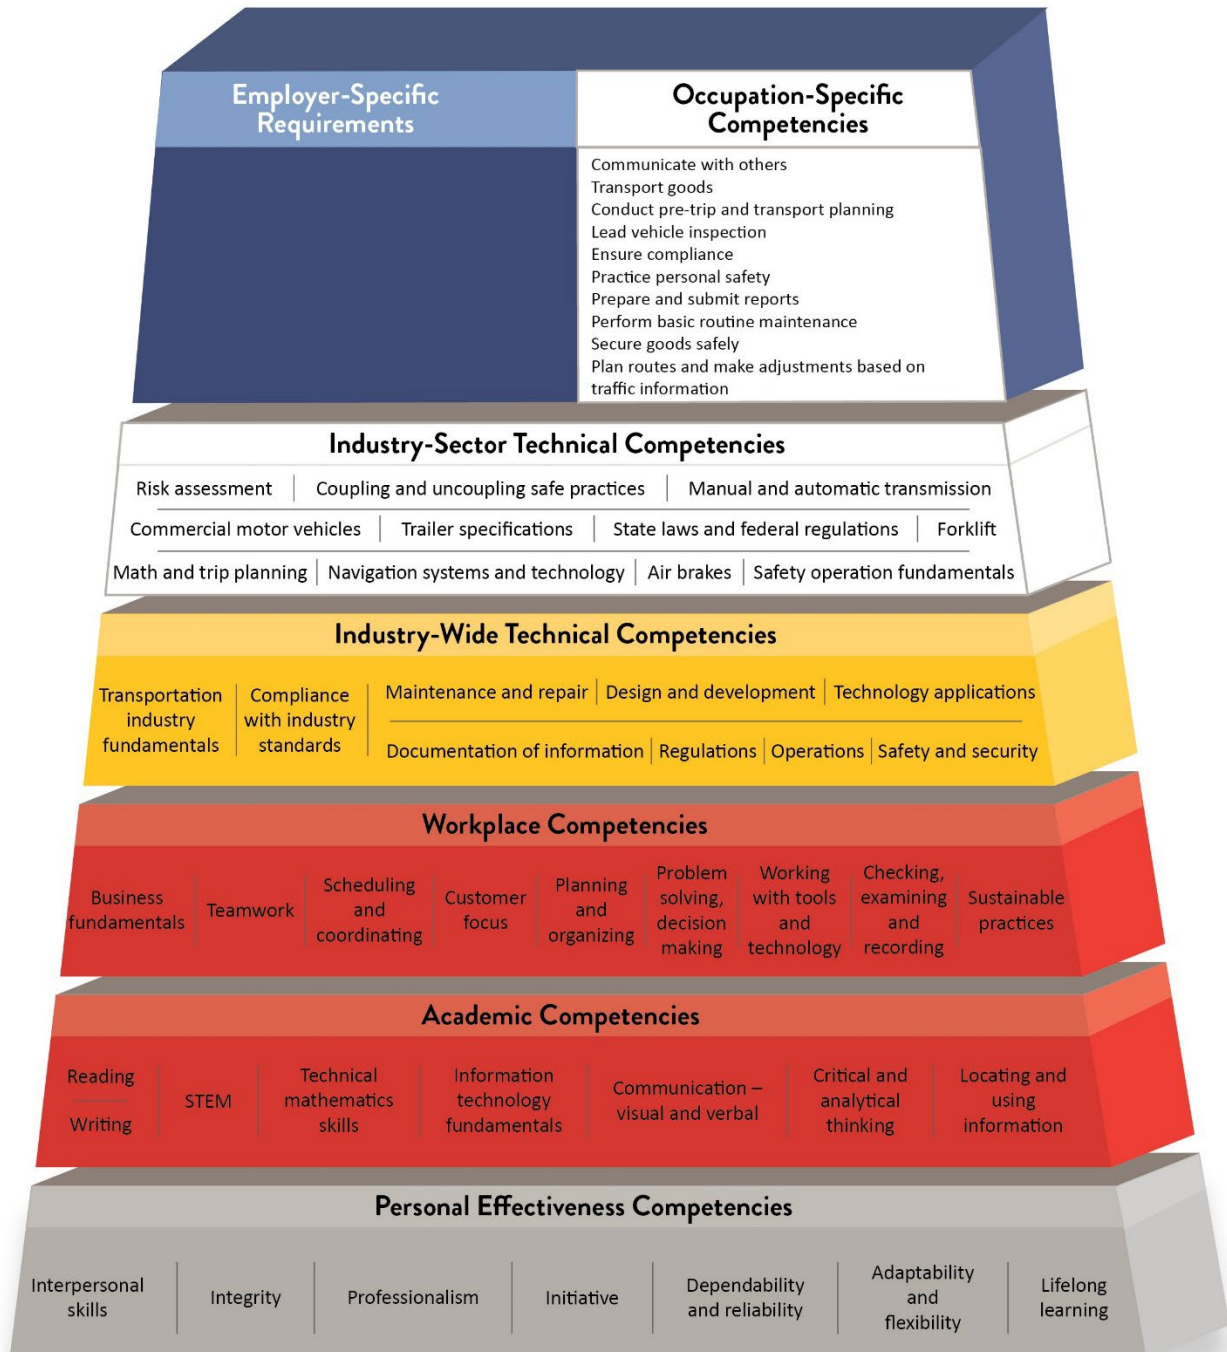 Employer-Specific
Requirements
Occupation-Specific
Competencies
Communicate with others
Transport goods
Conduct pre-trip and transport planning
Lead vehicle inspection
Ensure compliance
Practice personal safety
Prepare and submit reports
Perform basic routine maintenance
Secure goods safely
Plan routes and make adjustments based on
traffic information
Industry-Sector Technical Competencies
Risk assessment
Coupling and uncoupling safe practices
Manual and automatic transmission
Commercial motor vehicles
Trailer specifications
State laws and federal regulations
Forklift
Math and trip planning
Navigation systems and technology
Air brakes
Safety operation fundamentals
Industry-Wide Technical Competencies
Transportation
industry
fundamentals
Compliance
with industry
standards
Maintenance and repair
Design and development
Technology applications
Documentation of information
Regulations
Operations
Safety and security
Workplace Competencies
Business
fundamentals
Teamwork
Scheduling
and
coordinating
Customer
focus
Planning
and
organizing
Problem
solving,
decision
making
Working
with tools
and
technology
Checking,
examining
and
recording
Sustainable
practices
Academic Competencies
Reading
Writing
STEM
Technical
mathematics
skills
Information
technology
fundamentals
Communication –
visual and verbal
Critical and
analytical
thinking
Locating and
using
information
Personal Effectiveness Competencies
Interpersonal
skills
Integrity
Professionalism
Initiative
Dependability
and reliability
Adaptability
and
flexibility
Lifelong
learning